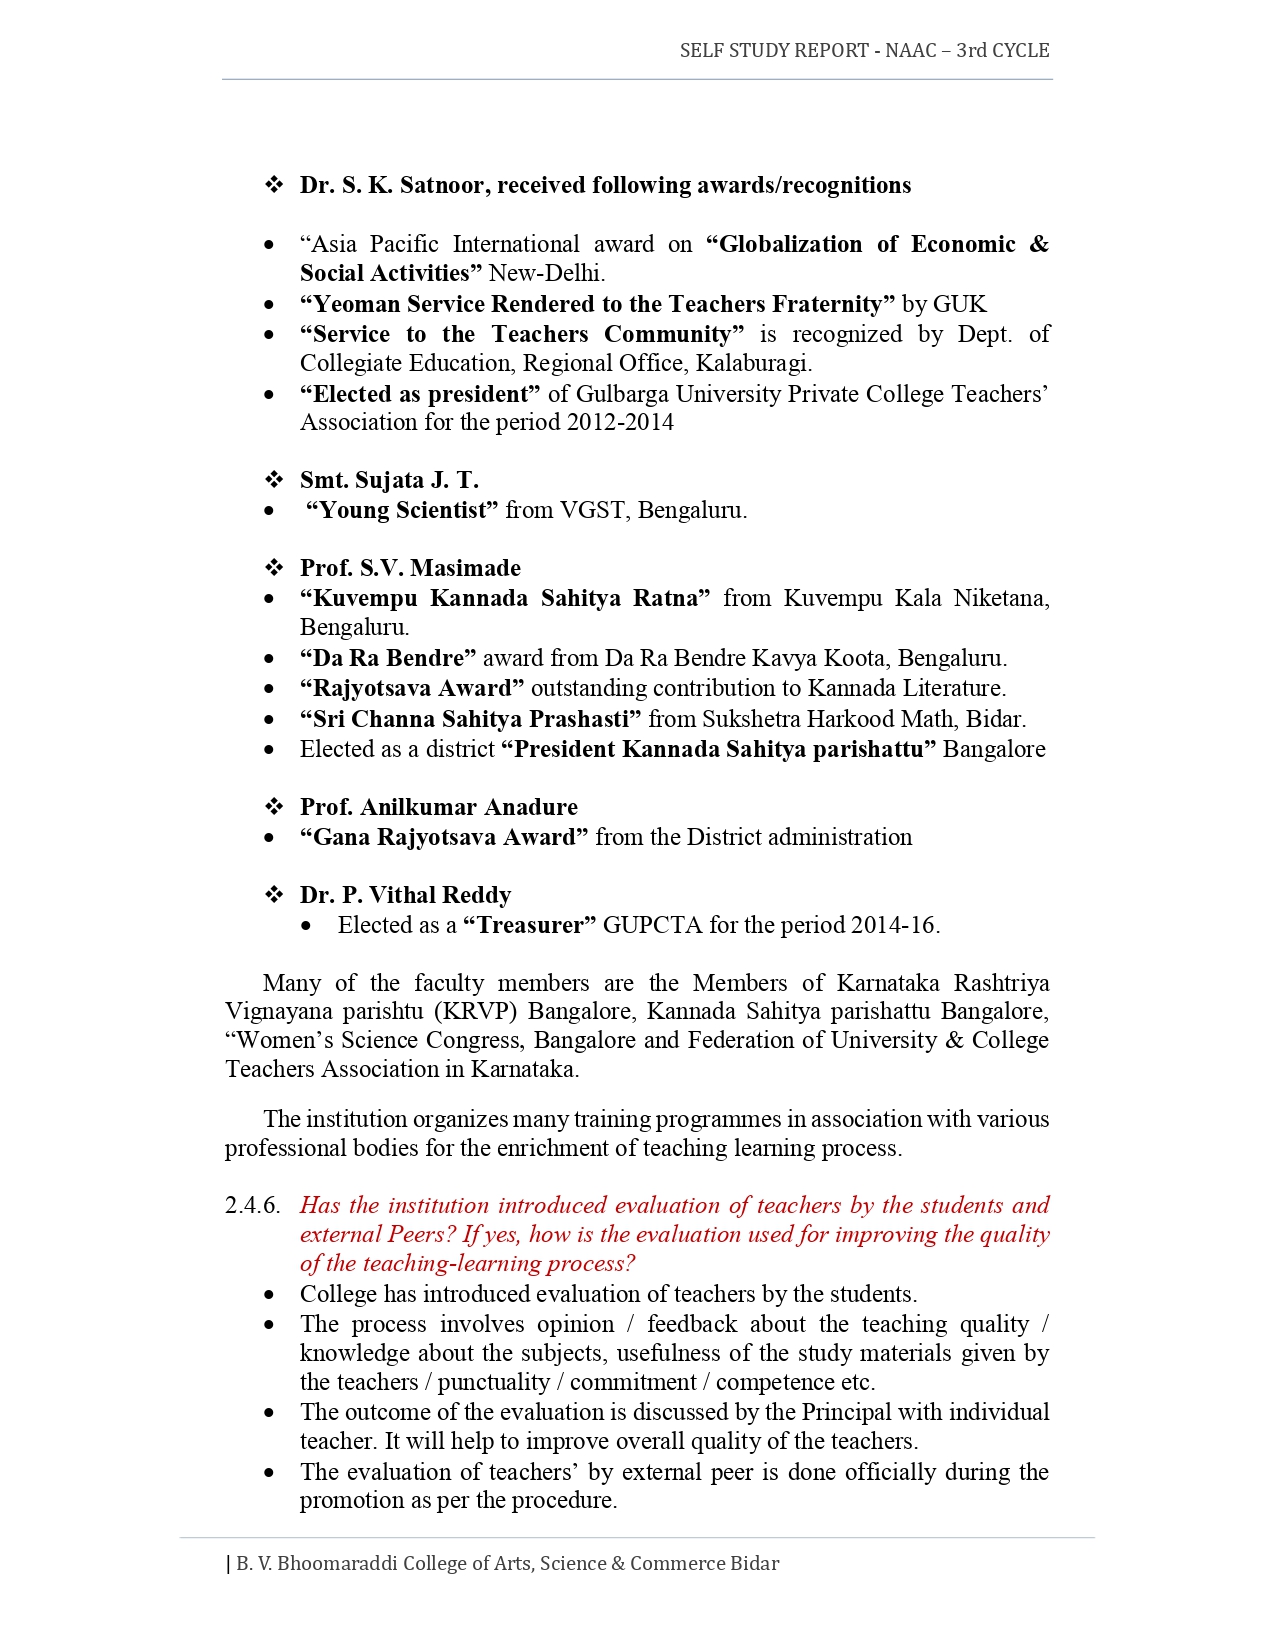 SELF STUDY REPORT - NAAC – 3rd CYCLE
❖ Dr. S. K. Satnoor, received following awards/recognitions
• “Asia Pacific International award on “Globalization of Economic &
Social Activities” New-Delhi.
• “Yeoman Service Rendered to the Teachers Fraternity” by GUK
• “Service to the Teachers Community” is recognized by Dept. of
Collegiate Education, Regional Office, Kalaburagi.
• “Elected as president” of Gulbarga University Private College Teachers’
Association for the period 2012-2014
❖ Smt. Sujata J. T.
• “Young Scientist” from VGST, Bengaluru.
❖ Prof. S.V. Masimade
• “Kuvempu Kannada Sahitya Ratna” from Kuvempu Kala Niketana,
Bengaluru.
• “Da Ra Bendre” award from Da Ra Bendre Kavya Koota, Bengaluru.
• “Rajyotsava Award” outstanding contribution to Kannada Literature.
• “Sri Channa Sahitya Prashasti” from Sukshetra Harkood Math, Bidar.
• Elected as a district “President Kannada Sahitya parishattu” Bangalore
❖ Prof. Anilkumar Anadure
• “Gana Rajyotsava Award” from the District administration
❖ Dr. P. Vithal Reddy
• Elected as a “Treasurer” GUPCTA for the period 2014-16.
Many of the faculty members are the Members of Karnataka Rashtriya
Vignayana parishtu (KRVP) Bangalore, Kannada Sahitya parishattu Bangalore,
“Women’s Science Congress, Bangalore and Federation of University & College
Teachers Association in Karnataka.
The institution organizes many training programmes in association with various
professional bodies for the enrichment of teaching learning process.
2.4.6. Has the institution introduced evaluation of teachers by the students and
external Peers? If yes, how is the evaluation used for improving the quality
of the teaching-learning process?
• College has introduced evaluation of teachers by the students.
• The process involves opinion / feedback about the teaching quality /
knowledge about the subjects, usefulness of the study materials given by
the teachers / punctuality / commitment / competence etc.
• The outcome of the evaluation is discussed by the Principal with individual
teacher. It will help to improve overall quality of the teachers.
• The evaluation of teachers’ by external peer is done officially during the
promotion as per the procedure.
| B. V. Bhoomaraddi College of Arts, Science & Commerce Bidar